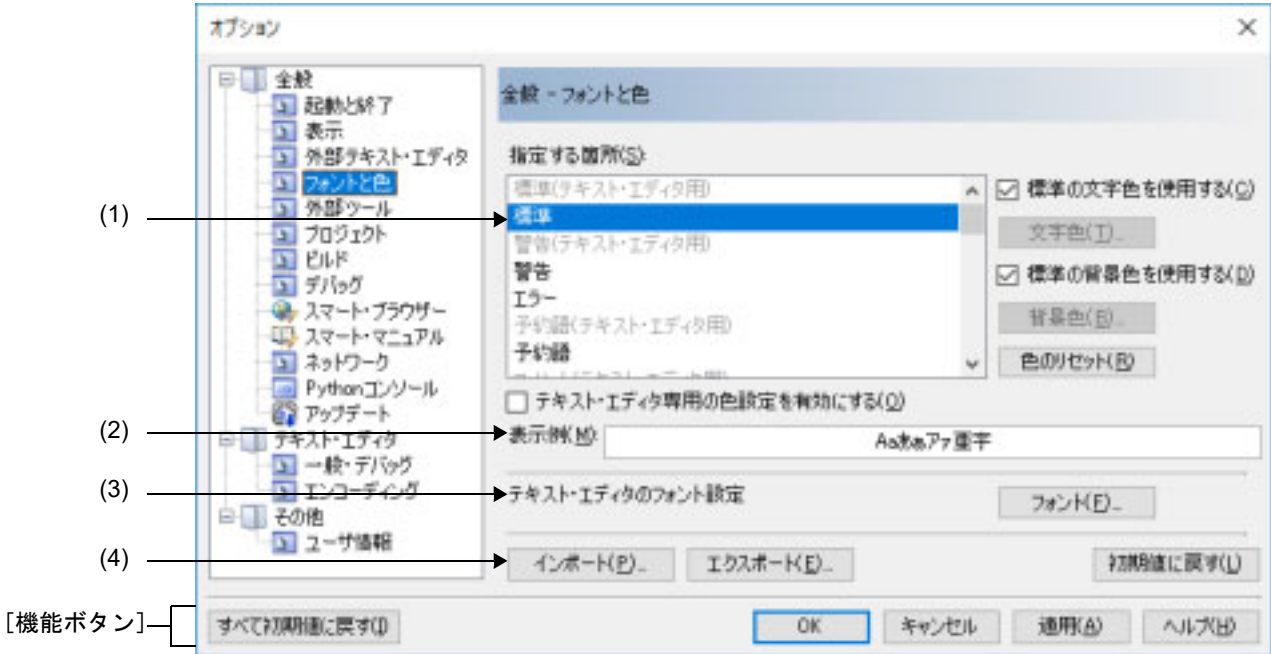 オプション
全般
起動と終了
表示
外部テキスト・エディタ
フォントと色
外部ツール
プロジェクト
ビルド
デバッグ
スマート・ブラウザー
スマート・マニュアル
ネットワーク
Pythonコンソール
アップデート
テキスト・エディタ
一般・デバッグ
エンコーディング
その他
ユーザ情報
全般 - フォントと色
指定する箇所(S):
標準(テキスト・エディタ用)
標準
警告(テキスト・エディタ用)
警告
エラー
予約語(テキスト・エディタ用)
予約語
標準の文字色を使用する(C)
文字色(T)...
標準の背景色を使用する(D)
背景色(B)...
色のリセット(R)
テキスト・エディタ専用の色設定を有効にする(O)
表示例(M): Aaあぁアァ亜宇
テキスト・エディタのフォント設定
フォント(F)...
インポート(P)... エクスポート(E)... 初期値に戻す(L)
すべて初期値に戻す(I) OK キャンセル 適用(A) ヘルプ(H)
(1)
(2)
(3)
(4)
[機能ボタン]